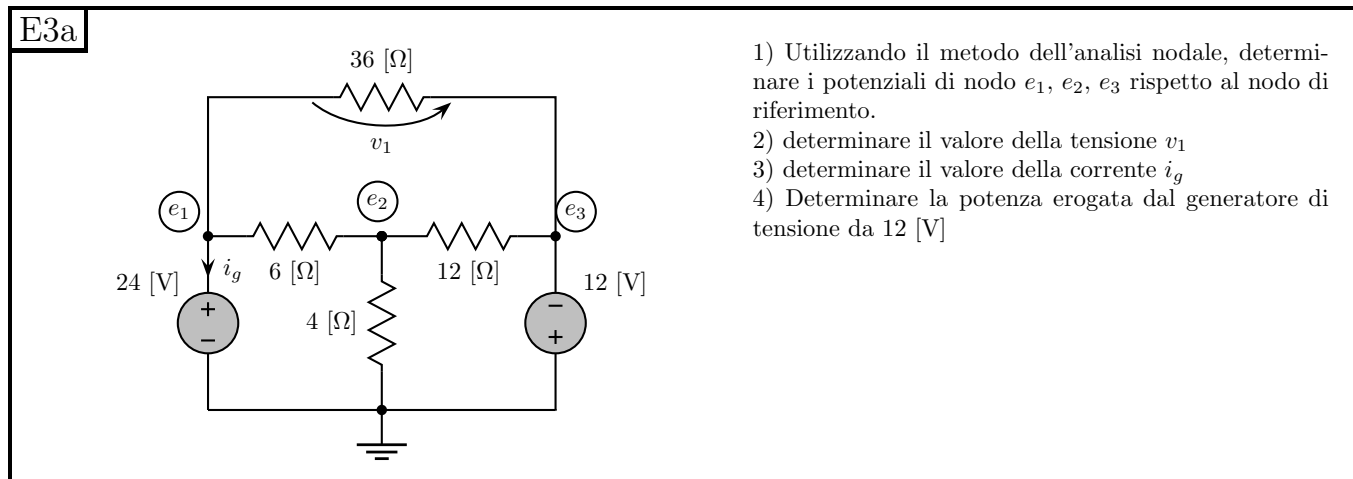 E3a
36 [Ω]
v₁
e₁
e₂
e₃
i_g
6 [Ω]
12 [Ω]
24 [V]
+
−
4 [Ω]
12 [V]
−
+
1) Utilizzando il metodo dell'analisi nodale, determi-
nare i potenziali di nodo e₁, e₂, e₃ rispetto al nodo di
riferimento.
2) determinare il valore della tensione v₁
3) determinare il valore della corrente i_g
4) Determinare la potenza erogata dal generatore di
tensione da 12 [V]